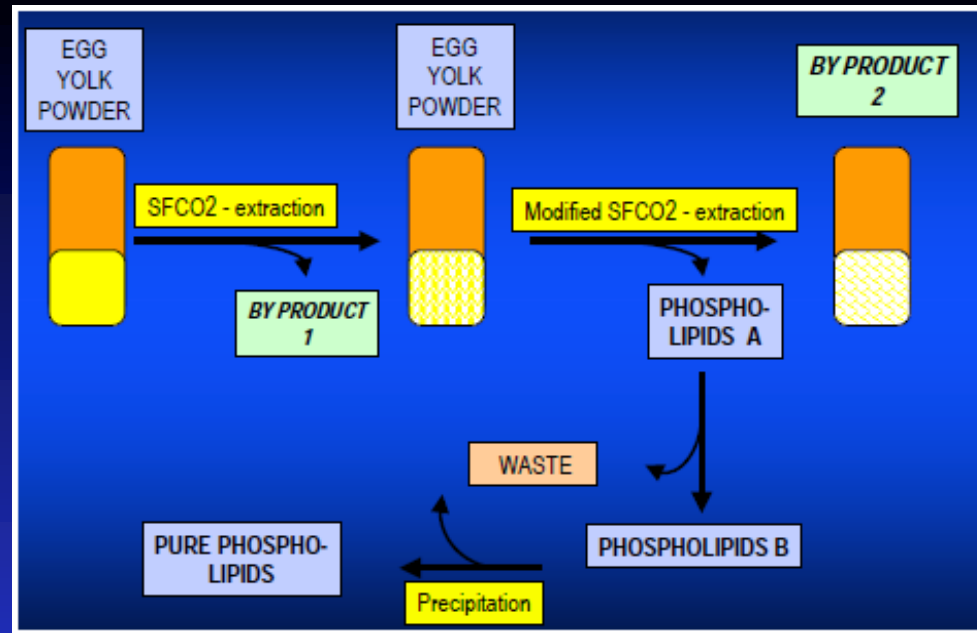 EGG
YOLK
POWDER
EGG
YOLK
POWDER
BY PRODUCT
2
SFCO2 - extraction
Modified SFCO2 - extraction
BY PRODUCT
1
PHOSPHO-
LIPIDS A
WASTE
PURE PHOSPHO-
LIPIDS
PHOSPHOLIPIDS B
Precipitation